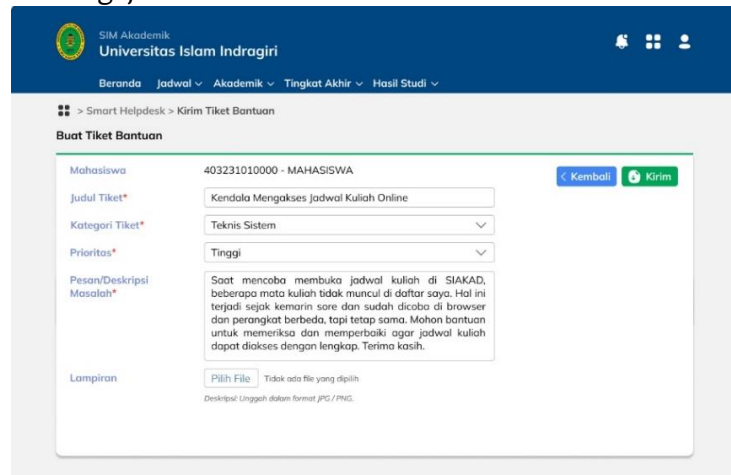 SIM Akademik
Universitas Islam Indragiri
Beranda Jadwal Akademik Tingkat Akhir Hasil Studi
> Smart Helpdesk > Kirim Tiket Bantuan
Buat Tiket Bantuan
Mahasiswa 403231010000 - MAHASISWA
< Kembali Kirim
Judul Tiket* Kendala Mengakses Jadwal Kuliah Online
Kategori Tiket* Teknis Sistem
Prioritas* Tinggi
Pesan/Deskripsi
Masalah*
Saat mencoba membuka jadwal kuliah di SIAKAD,
beberapa mata kuliah tidak muncul di daftar saya. Hal ini
terjadi sejak kemarin sore dan sudah dicoba di browser
dan perangkat berbeda, tapi tetap sama. Mohon bantuan
untuk memeriksa dan memperbaiki agar jadwal kuliah
dapat diakses dengan lengkap. Terima kasih.
Lampiran Pilih File Tidak ada file yang dipilih
Deskripsi: Unggah dalam format JPG / PNG.